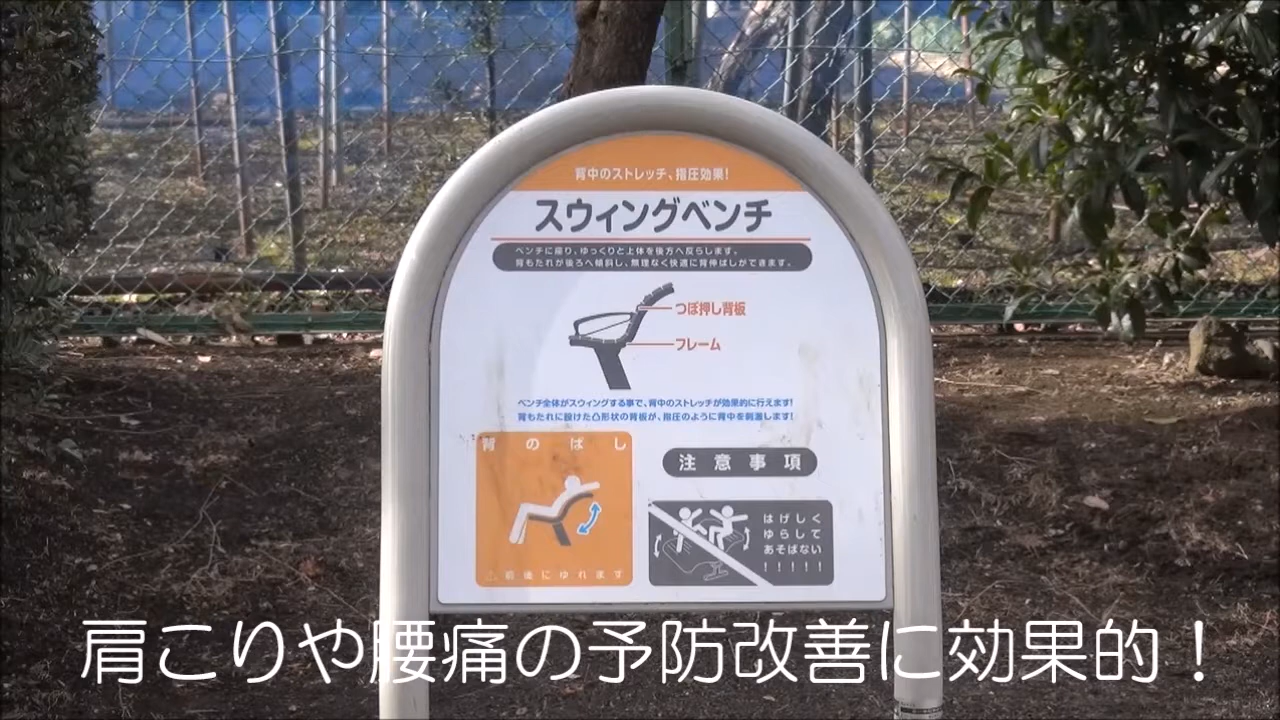 背中のストレッチ、指圧効果!
スウィングベンチ
ベンチに座り、ゆっくりと上体を後方へ反らします。
背もたれが後ろへ傾斜し、無理なく快適に背伸ばしができます。
つぼ押し背板
フレーム
ベンチ全体がスウィングする事で、背中のストレッチが効果的に行えます!
背もたれに設けた凸形状の背板が、指圧のように背中を刺激します!
背のばし
前後にゆれます
注意事項
はげしく
ゆらして
あそばない
!!!!!
肩こりや腰痛の予防改善に効果的！